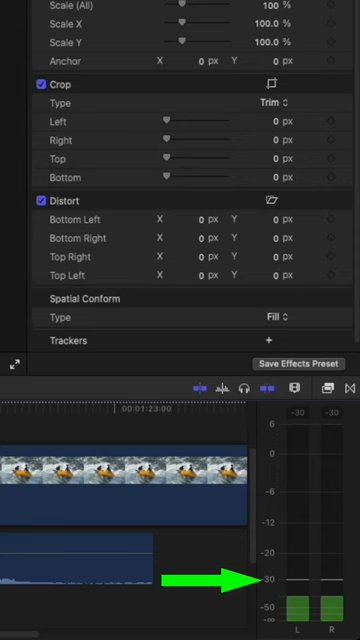 Scale (All) 100 %
Scale X 100.0 %
Scale Y 100.0 %
Anchor X 0 px Y 0 px
Crop
Type Trim
Left 0 px
Right 0 px
Top 0 px
Bottom 0 px
Distort
Bottom Left X 0 px Y 0 px
Bottom Right X 0 px Y 0 px
Top Right X 0 px Y 0 px
Top Left X 0 px Y 0 px
Spatial Conform
Type Fill
Trackers +
Save Effects Preset
00:01:23:00
-30 -30
6
0
-6
-12
-20
-30
-50
-∞
L R